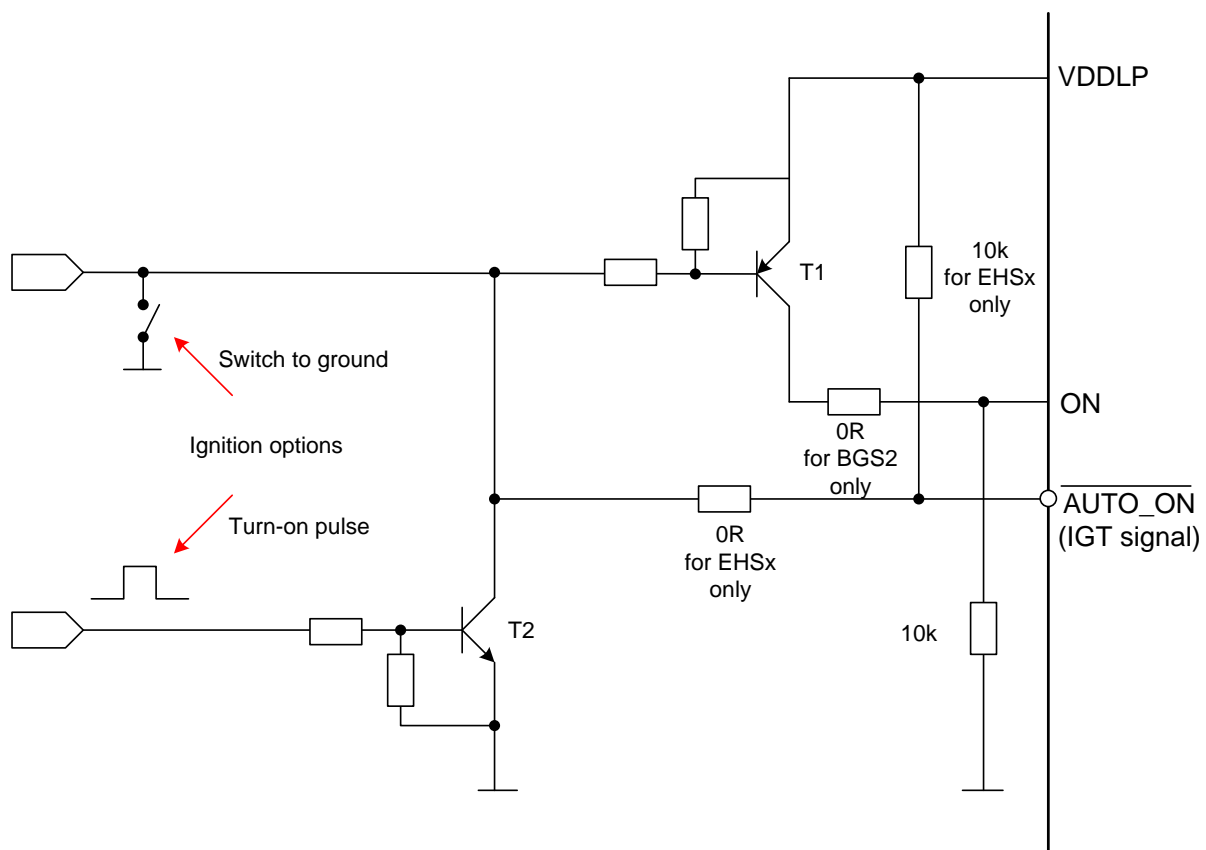 VDDLP
T1
10k
for EHSx
only
Switch to ground
ON
0R
for BGS2
only
Ignition options
AUTO_ON
(IGT signal)
Turn-on pulse
0R
for EHSx
only
T2
10k